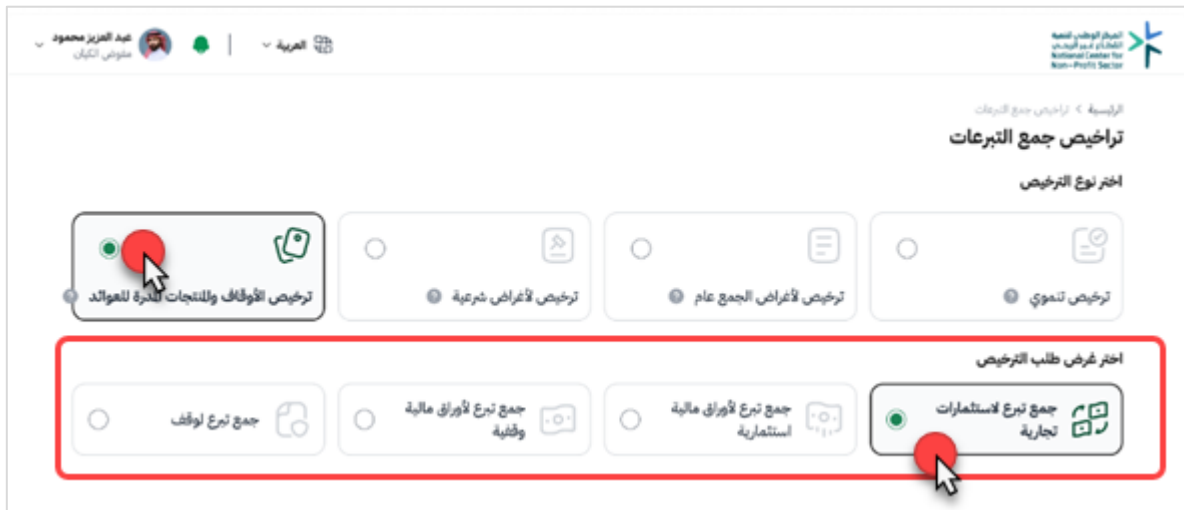 المركز الوطني لتنمية
القطاع غير الربحي
National Center for
Non-Profit Sector
العربية
عبد العزيز محمود
مفوض الكيان
الرئيسية > تراخيص جمع التبرعات
تراخيص جمع التبرعات
اختر نوع الترخيص
ترخيص تنموي
ترخيص لأغراض الجمع عام
ترخيص لأغراض شرعية
ترخيص الأوقاف والمنتجات المدرة للعوائد
اختر غرض طلب الترخيص
جمع تبرع لاستثمارات
تجارية
جمع تبرع لأوراق مالية
استثمارية
جمع تبرع لأوراق مالية
وقفية
جمع تبرع لوقف